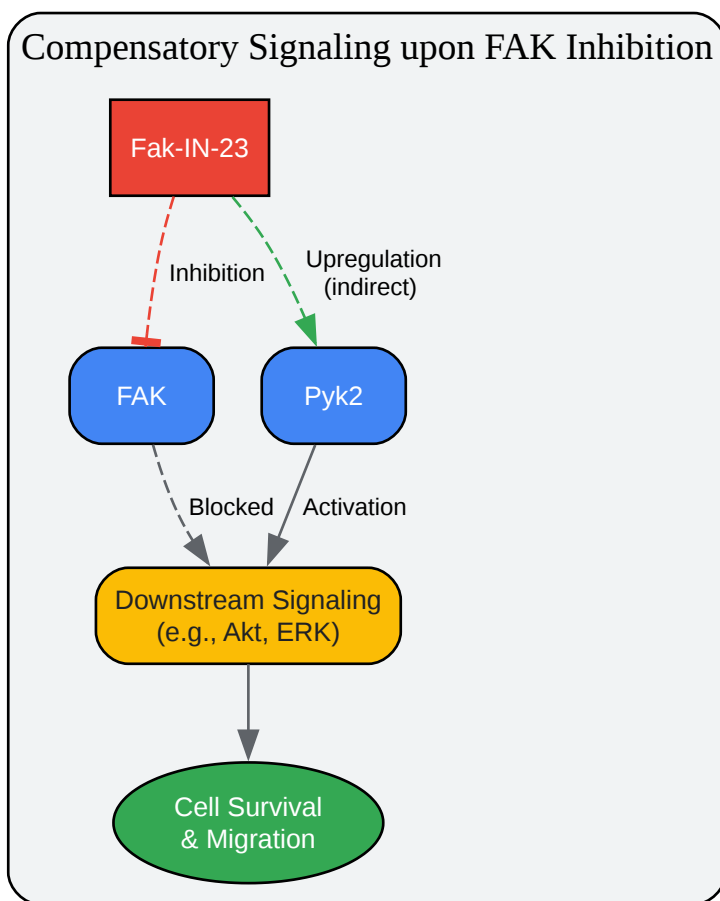 Compensatory Signaling upon FAK Inhibition
Fak-IN-23
Inhibition
Upregulation
(indirect)
FAK
Pyk2
Blocked
Activation
Downstream Signaling
(e.g., Akt, ERK)
Cell Survival
& Migration